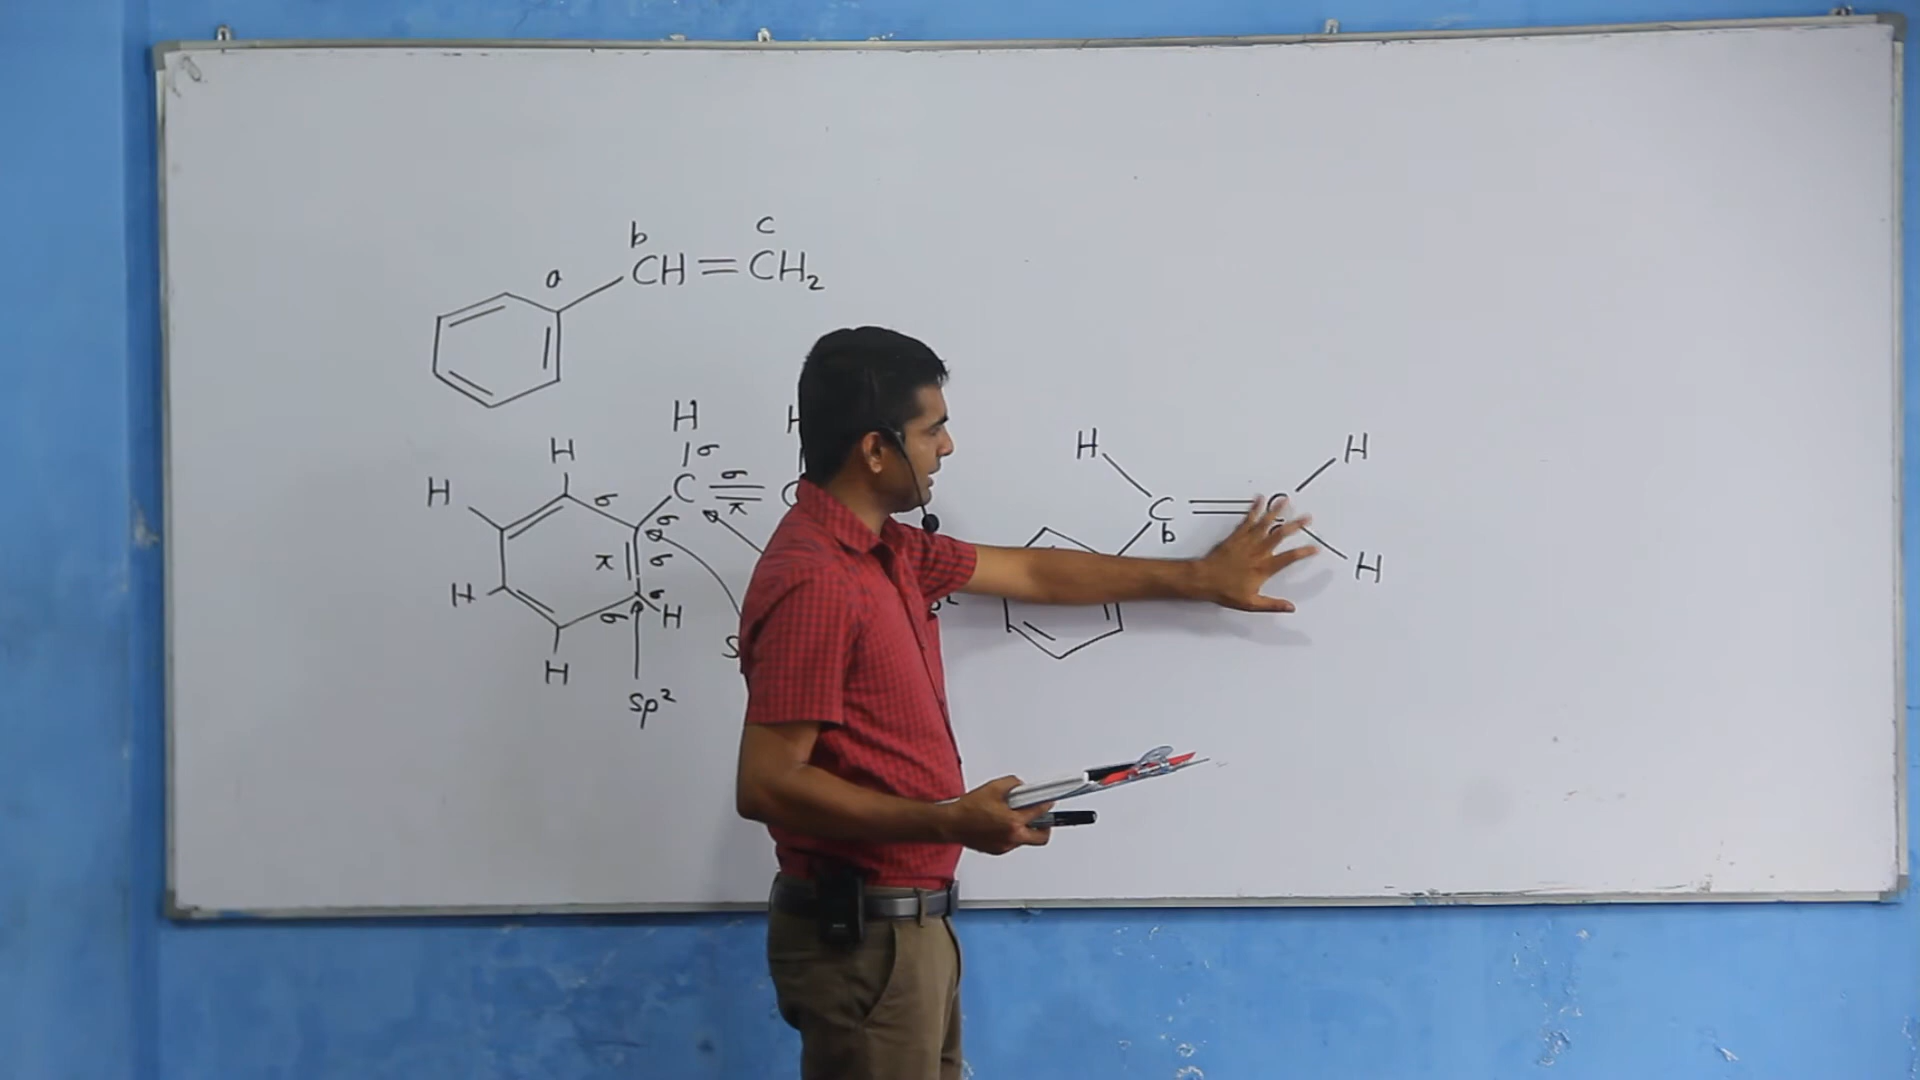 b c
a CH=CH₂
H H
H σ
H σ C σ π
σ
π σ
H σ σ H
H
sp²
H H
C b
H